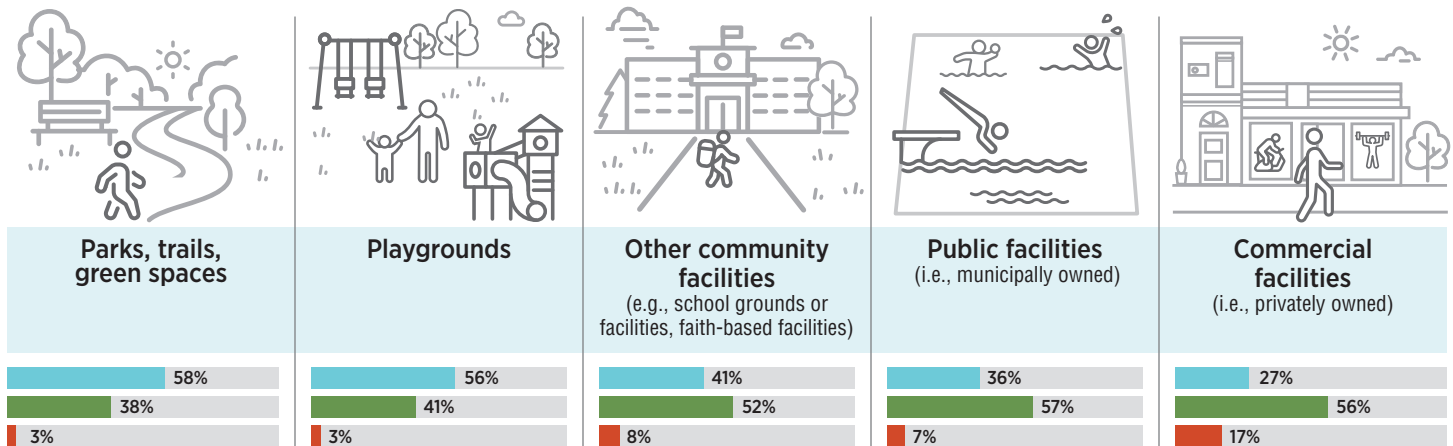 Parks, trails,
green spaces
58%
38%
3%
Playgrounds
56%
41%
3%
Other community
facilities
(e.g., school grounds or
facilities, faith-based facilities)
41%
52%
8%
Public facilities
(i.e., municipally owned)
36%
57%
7%
Commercial
facilities
(i.e., privately owned)
27%
56%
17%